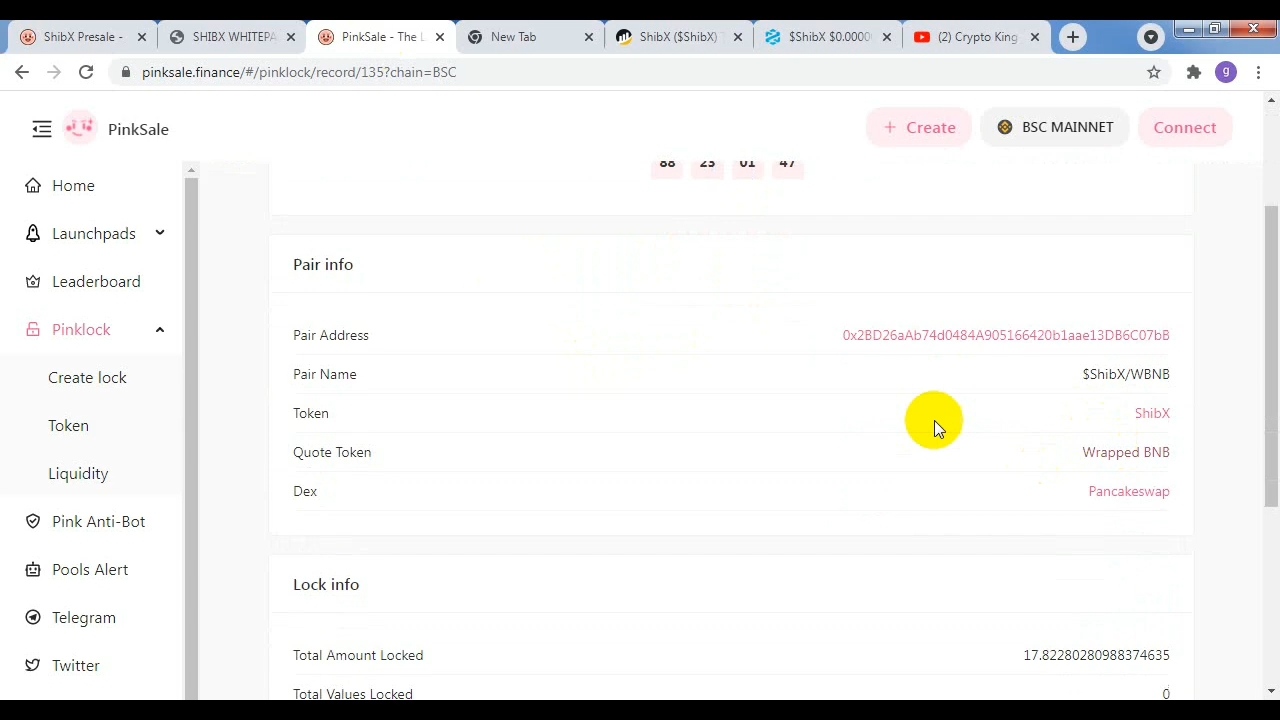 ShibX Presale -
SHIBX WHITEPA
PinkSale - The L
New Tab
ShibX ($ShibX) T
$ShibX $0.0000
(2) Crypto King
pinksale.finance/#/pinklock/record/135?chain=BSC
g
PinkSale
+ Create
BSC MAINNET
Connect
88 23 01 47
Home
Launchpads
Leaderboard
Pinklock
Create lock
Token
Liquidity
Pink Anti-Bot
Pools Alert
Telegram
Twitter
Pair info
Pair Address 0x2BD26aAb74d0484A905166420b1aae13DB6C07bB
Pair Name $ShibX/WBNB
Token ShibX
Quote Token Wrapped BNB
Dex Pancakeswap
Lock info
Total Amount Locked 17.82280280988374635
Total Values Locked 0